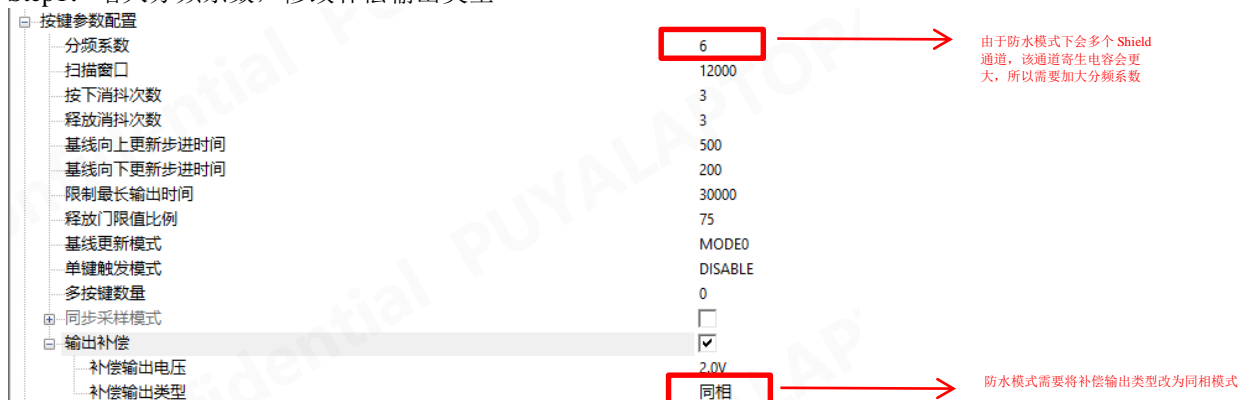 按键参数配置
分频系数 6
扫描窗口 12000
按下消抖次数 3
释放消抖次数 3
基线向上更新步进时间 500
基线向下更新步进时间 200
限制最长输出时间 30000
释放门限值比例 75
基线更新模式 MODE0
单键触发模式 DISABLE
多按键数量 0
同步采样模式
输出补偿
补偿输出电压 2.0V
补偿输出类型 同相
由于防水模式下会多个 Shield
通道，该通道寄生电容会更
大，所以需要加大分频系数
防水模式需要将补偿输出类型改为同相模式